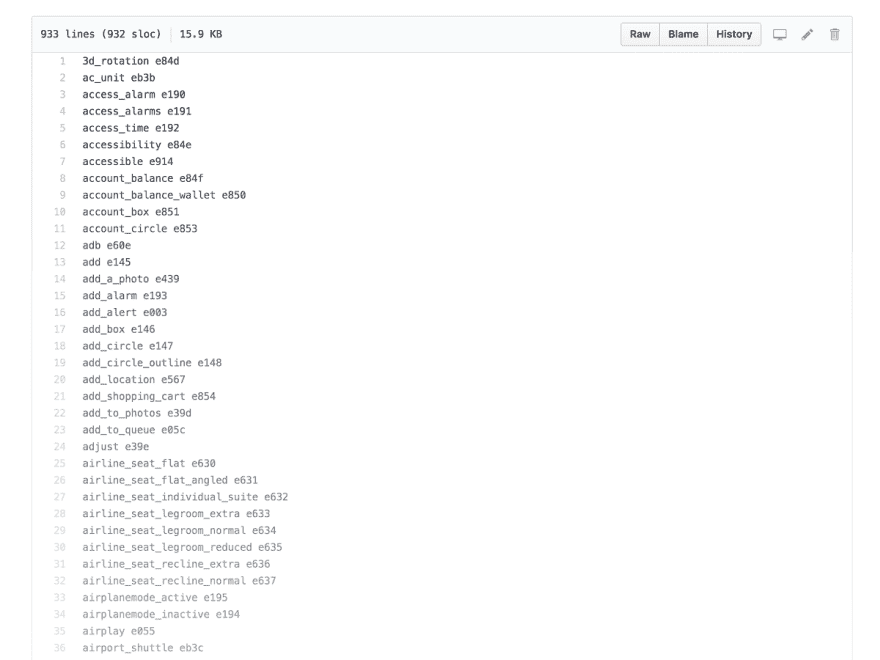 933 lines (932 sloc) 15.9 KB Raw Blame History
1 3d_rotation e84d
2 ac_unit eb3b
3 access_alarm e190
4 access_alarms e191
5 access_time e192
6 accessibility e84e
7 accessible e914
8 account_balance e84f
9 account_balance_wallet e850
10 account_box e851
11 account_circle e853
12 adb e60e
13 add e145
14 add_a_photo e439
15 add_alarm e193
16 add_alert e003
17 add_box e146
18 add_circle e147
19 add_circle_outline e148
20 add_location e567
21 add_shopping_cart e854
22 add_to_photos e39d
23 add_to_queue e05c
24 adjust e39e
25 airline_seat_flat e630
26 airline_seat_flat_angled e631
27 airline_seat_individual_suite e632
28 airline_seat_legroom_extra e633
29 airline_seat_legroom_normal e634
30 airline_seat_legroom_reduced e635
31 airline_seat_recline_extra e636
32 airline_seat_recline_normal e637
33 airplanemode_active e195
34 airplanemode_inactive e194
35 airplay e055
36 airport_shuttle eb3c